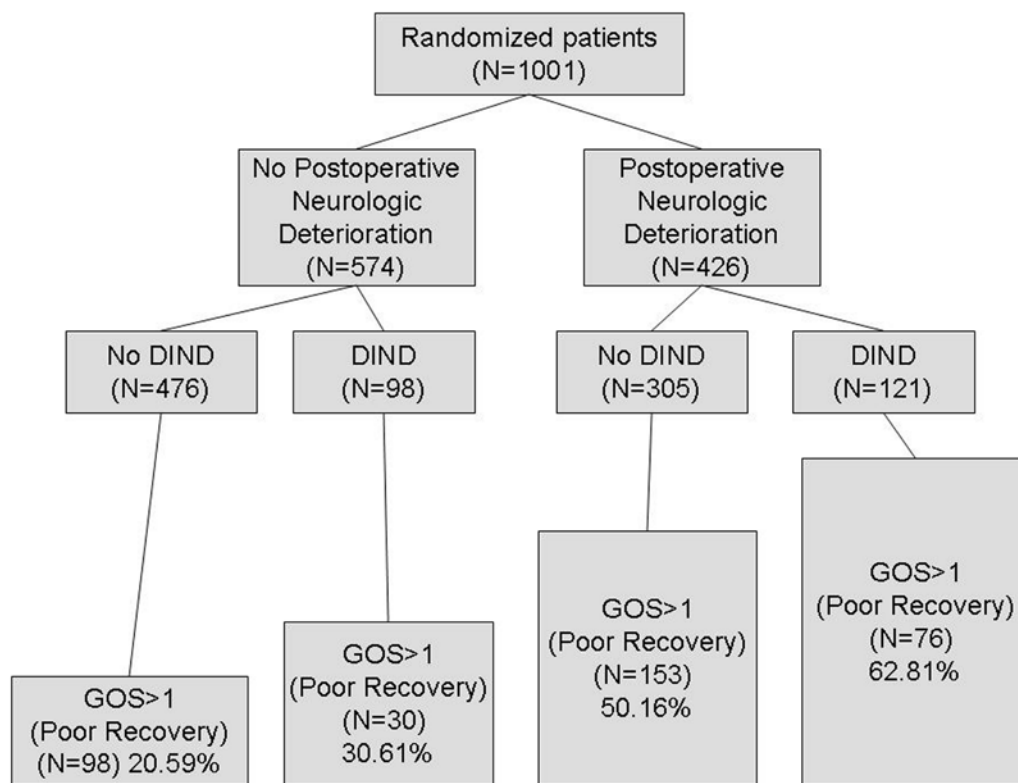 Randomized patients
(N=1001)
No Postoperative
Neurologic
Deterioration
(N=574)
Postoperative
Neurologic
Deterioration
(N=426)
No DIND
(N=476)
DIND
(N=98)
No DIND
(N=305)
DIND
(N=121)
GOS>1
(Poor Recovery)
(N=98) 20.59%
GOS>1
(Poor Recovery)
(N=30)
30.61%
GOS>1
(Poor Recovery)
(N=153)
50.16%
GOS>1
(Poor Recovery)
(N=76)
62.81%